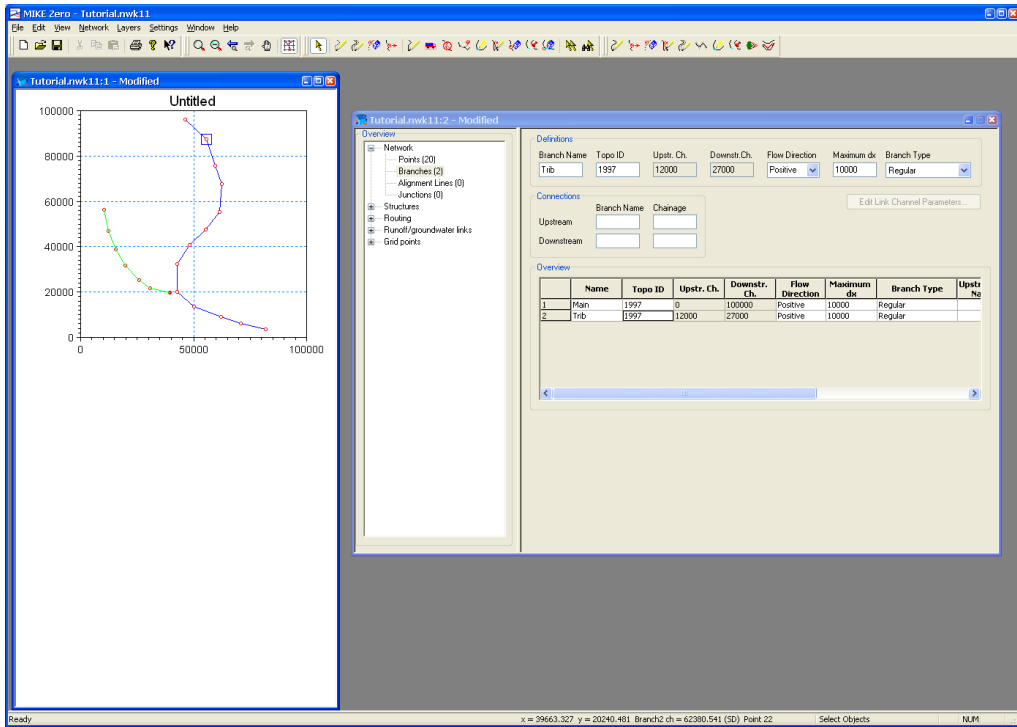 MIKE Zero - Tutorial.nwk11
File Edit View Network Layers Settings Window Help
Tutorial.nwk11:1 - Modified
Untitled
100000
80000
60000
40000
20000
0
0 50000 100000
Tutorial.nwk11:2 - Modified
Overview
Network
Points (20)
Branches (2)
Alignment Lines (0)
Junctions (0)
Structures
Routing
Runoff/groundwater links
Grid points
Definitions
Branch Name Topo ID Upstr. Ch. Downstr.Ch. Flow Direction Maximum dx Branch Type
Trib 1997 12000 27000 Positive 10000 Regular
Connections
Branch Name Chainage
Upstream
Downstream
Edit Link Channel Parameters...
Overview
Name Topo ID Upstr. Ch. Downstr. Ch. Flow Direction Maximum dx Branch Type Upstr Na
1 Main 1997 0 100000 Positive 10000 Regular
2 Trib 1997 12000 27000 Positive 10000 Regular
Ready x = 39663.327 y = 20240.481 Branch2 ch = 62380.541 (SD) Point 22 Select Objects NUM